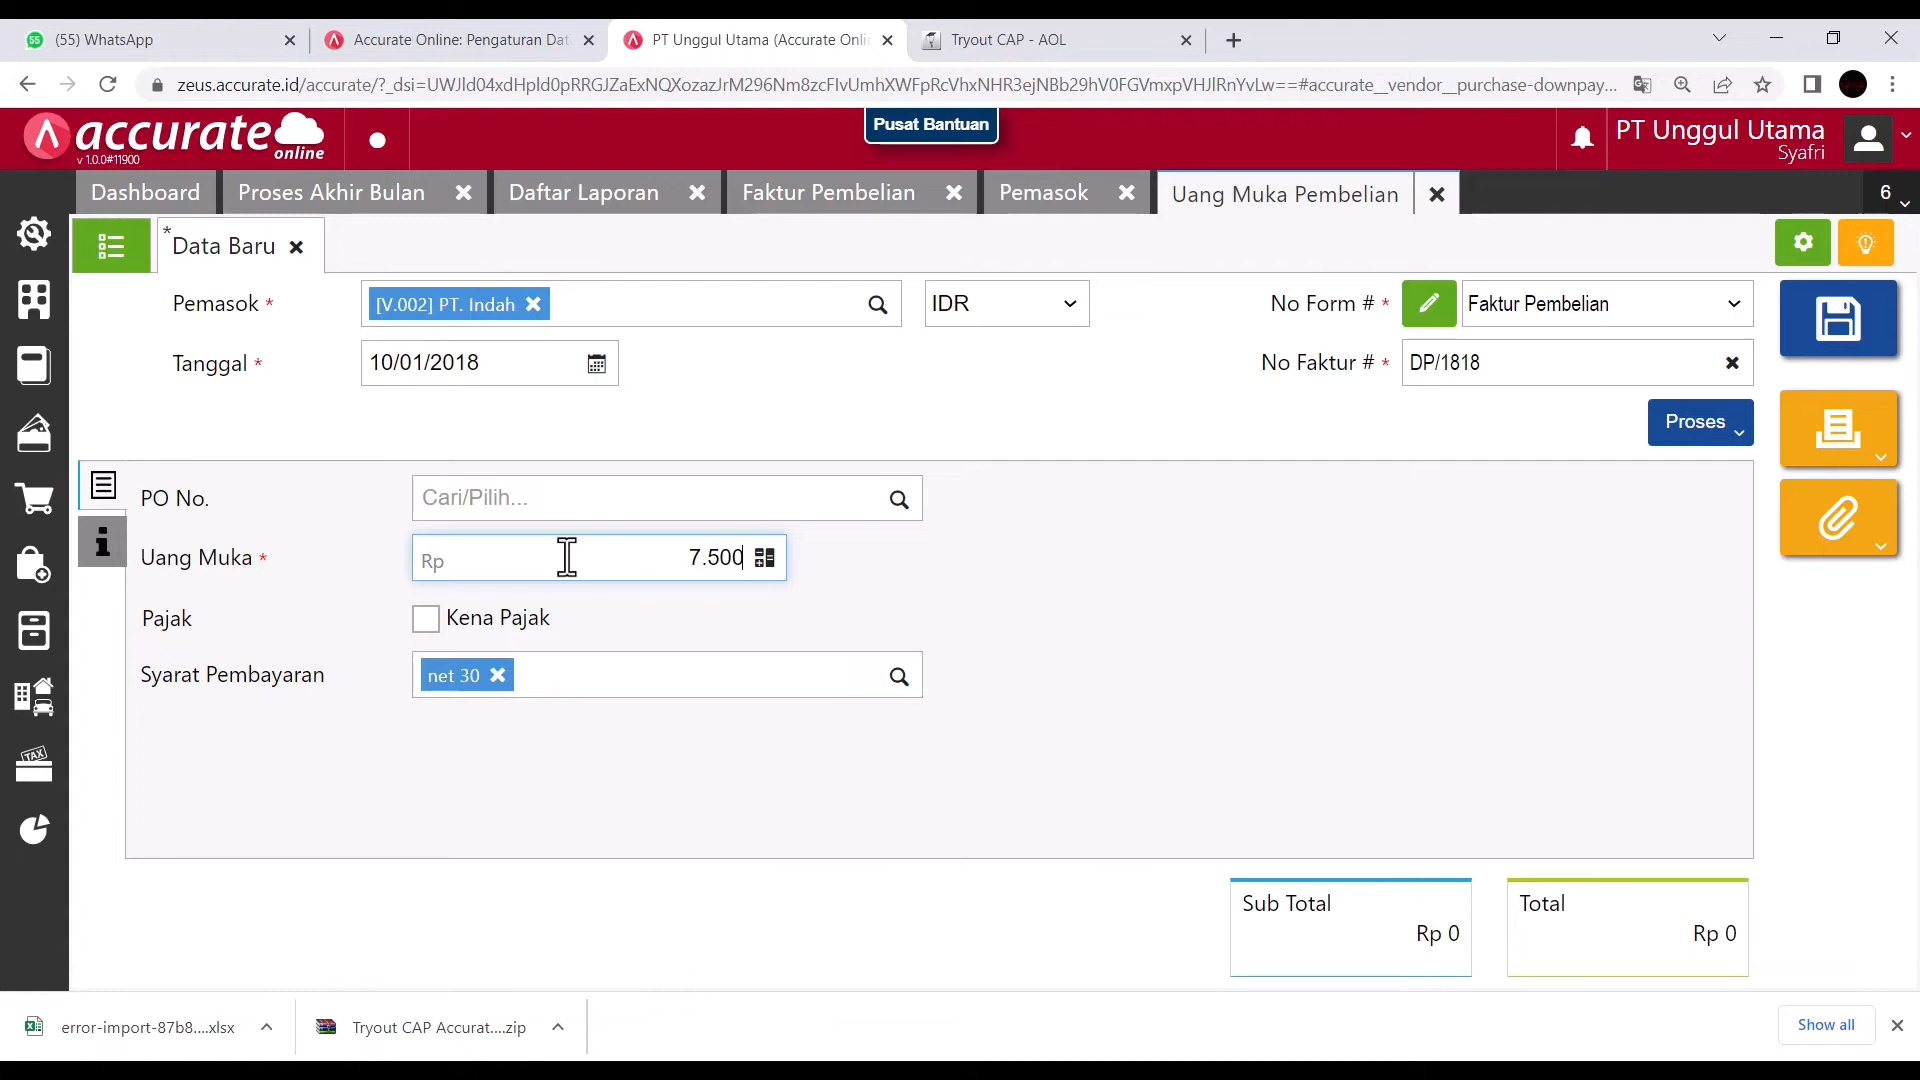 (55) WhatsApp
Accurate Online: Pengaturan Dat
PT Unggul Utama (Accurate Onli
Tryout CAP - AOL
zeus.accurate.id/accurate/?_dsi=UWJld04xdHpld0pRRGJZaExNQXozazJrM296Nm8zcFIvUmhXWFpRcVhxNHR3ejNBb29hV0FGVmxpVHJlRnYvLw==#accurate__vendor__purchase-downpay...
accurate online
v 1.0.0#11900
Pusat Bantuan
PT Unggul Utama
Syafri
Dashboard
Proses Akhir Bulan
Daftar Laporan
Faktur Pembelian
Pemasok
Uang Muka Pembelian
6
*Data Baru
Pemasok *
[V.002] PT. Indah
IDR
No Form # *
Faktur Pembelian
Tanggal *
10/01/2018
No Faktur # *
DP/1818
Proses
PO No.
Cari/Pilih...
Uang Muka *
Rp
7.500
Pajak
Kena Pajak
Syarat Pembayaran
net 30
Sub Total
Rp 0
Total
Rp 0
TAX
error-import-87b8....xlsx
Tryout CAP Accurat....zip
Show all